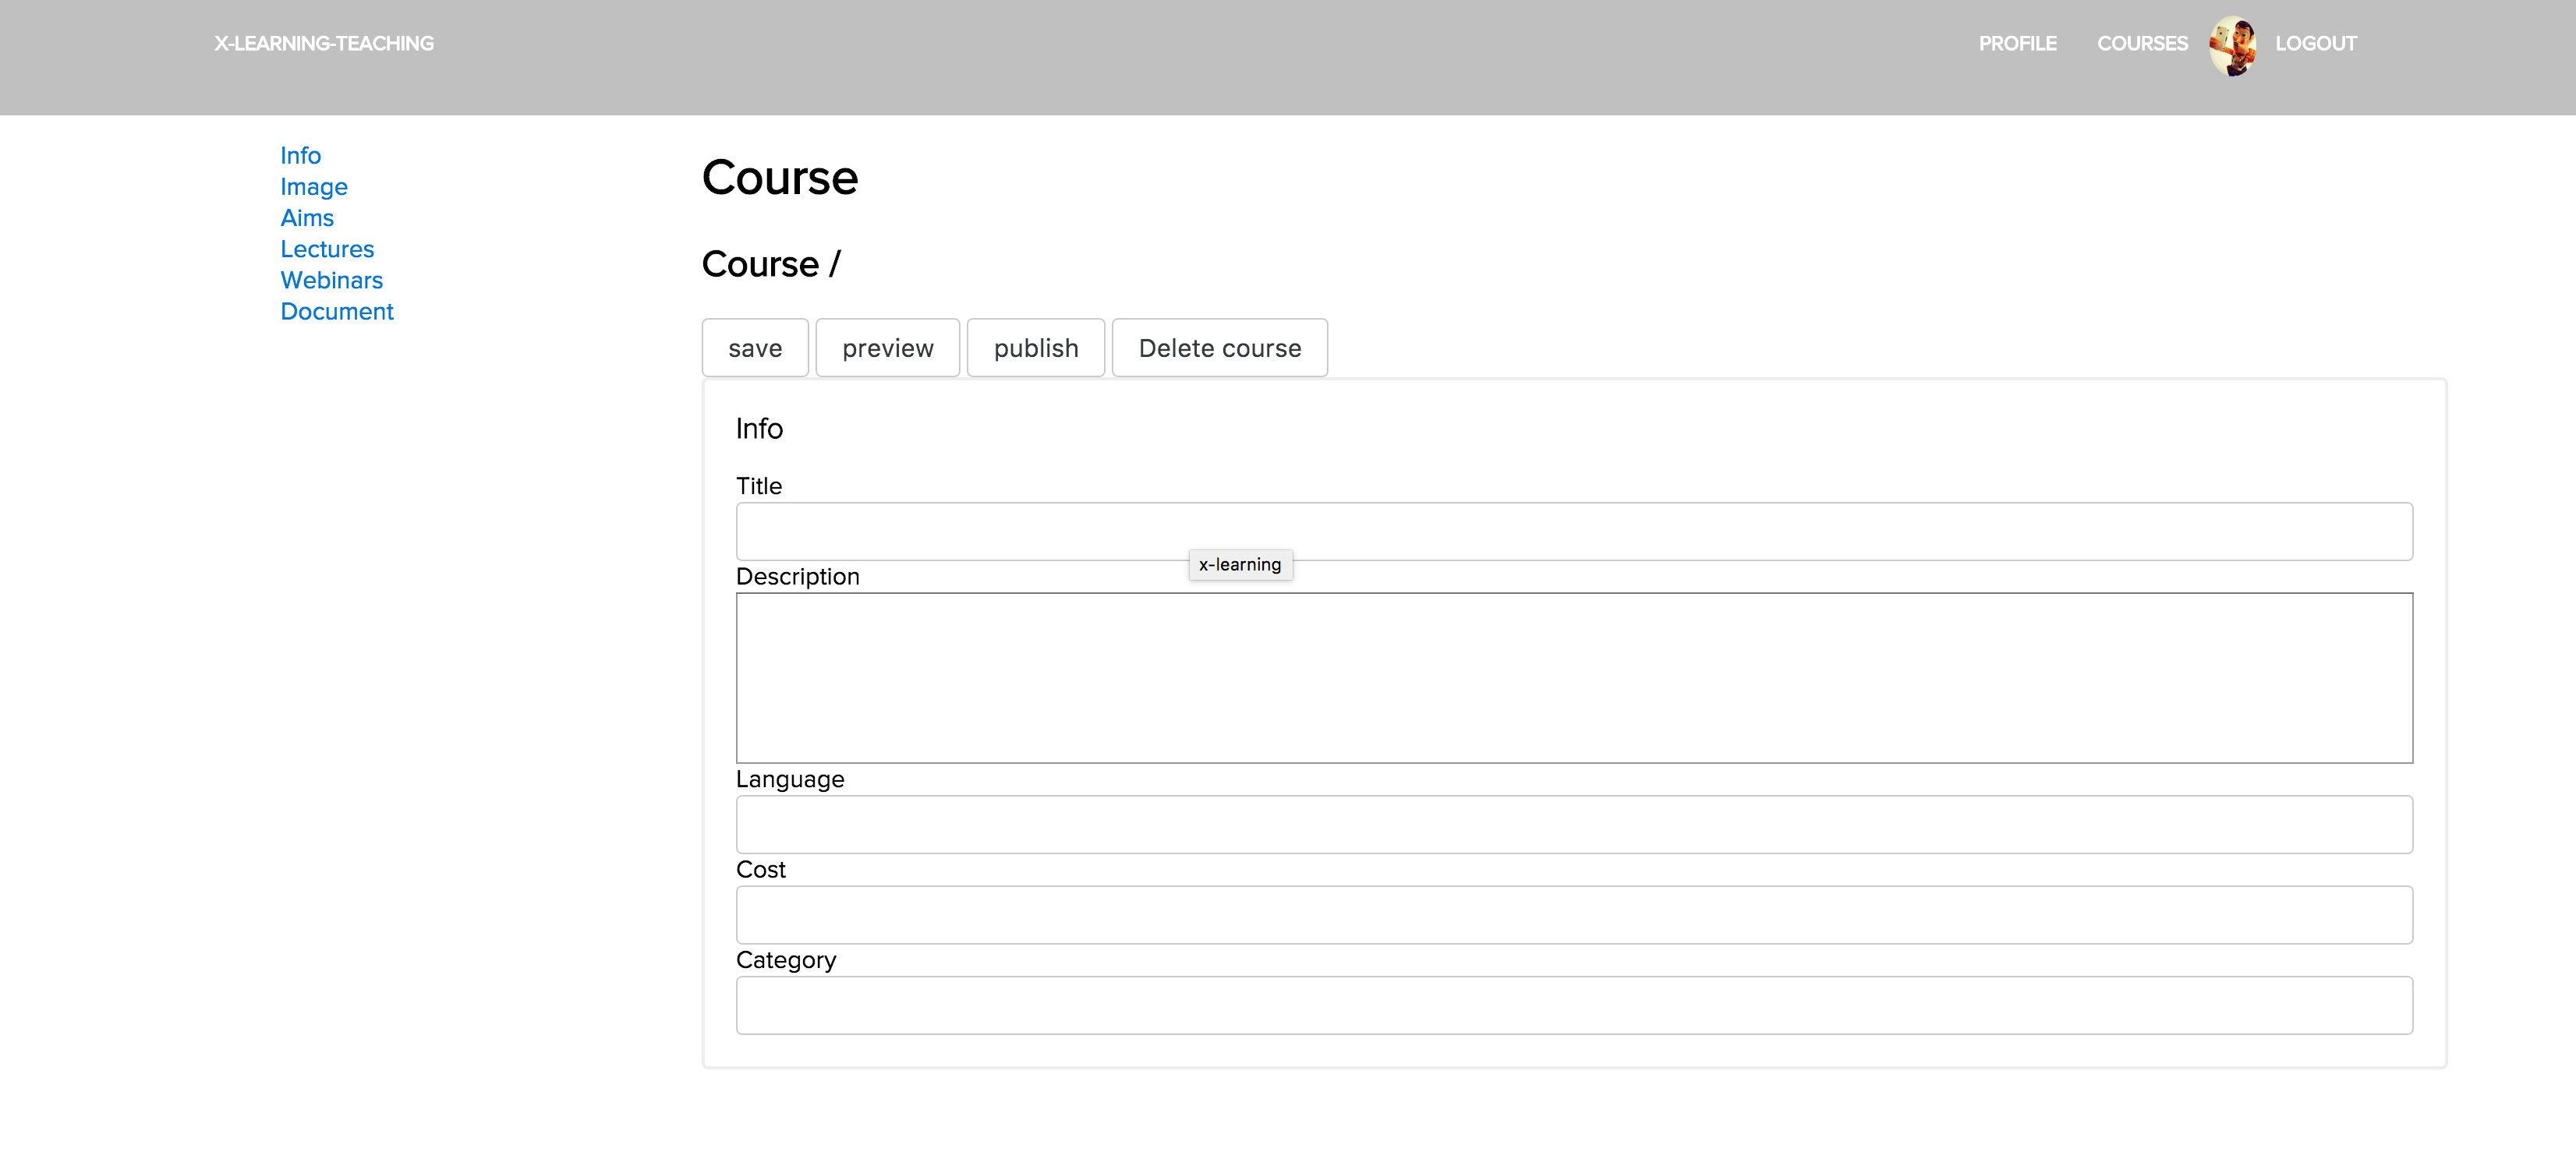 X-LEARNING-TEACHING PROFILE COURSES LOGOUT
Info
Image
Aims
Lectures
Webinars
Document
Course
Course /
save preview publish Delete course
Info
Title
x-learning
Description
Language
Cost
Category